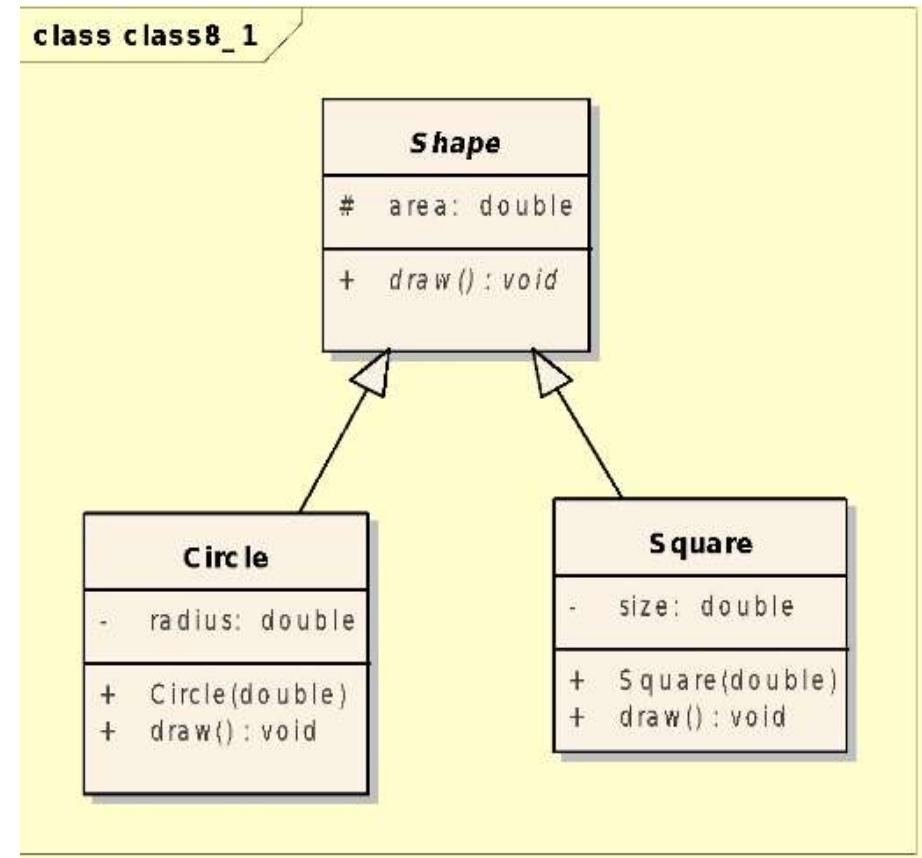 class class8_1
Shape
# area: double
+ draw() : void
Circle
- radius: double
+ Circle(double)
+ draw() : void
Square
- size: double
+ Square(double)
+ draw() : void